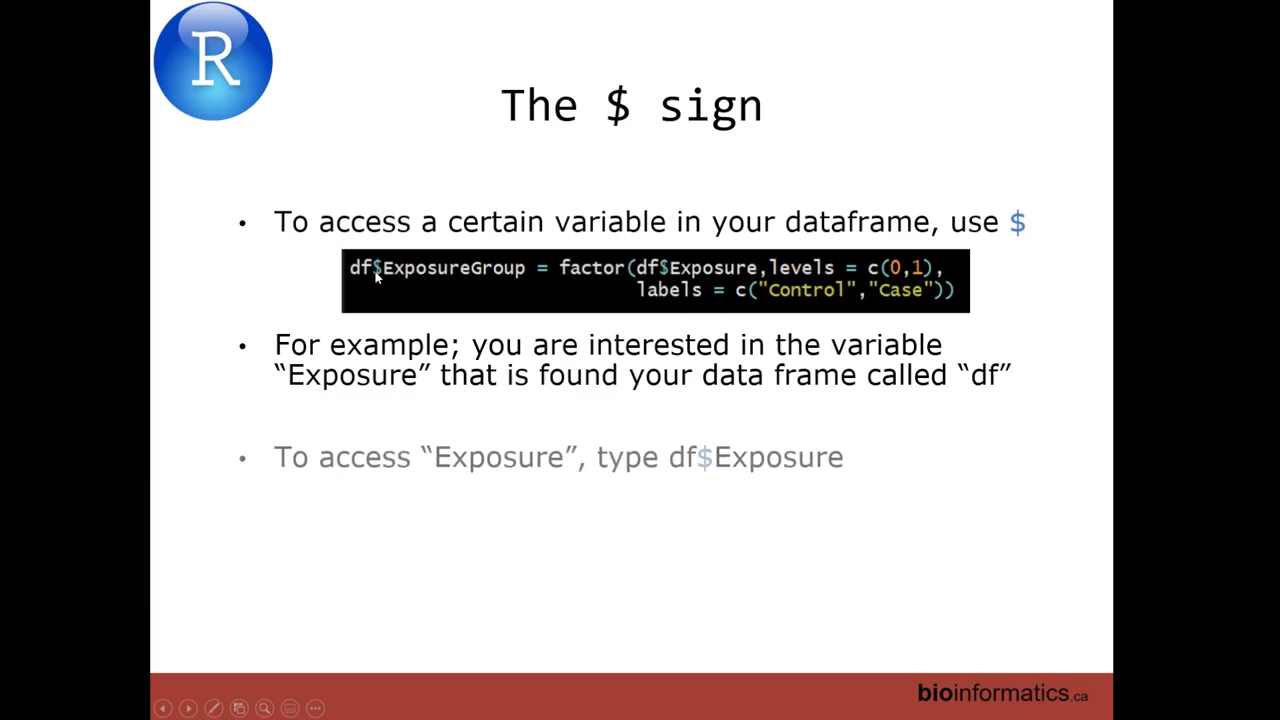 R
The $ sign
• To access a certain variable in your dataframe, use $
df$ExposureGroup = factor(df$Exposure,levels = c(0,1),
labels = c("Control","Case"))
• For example; you are interested in the variable
“Exposure” that is found your data frame called “df”
• To access “Exposure”, type df$Exposure
bioinformatics.ca